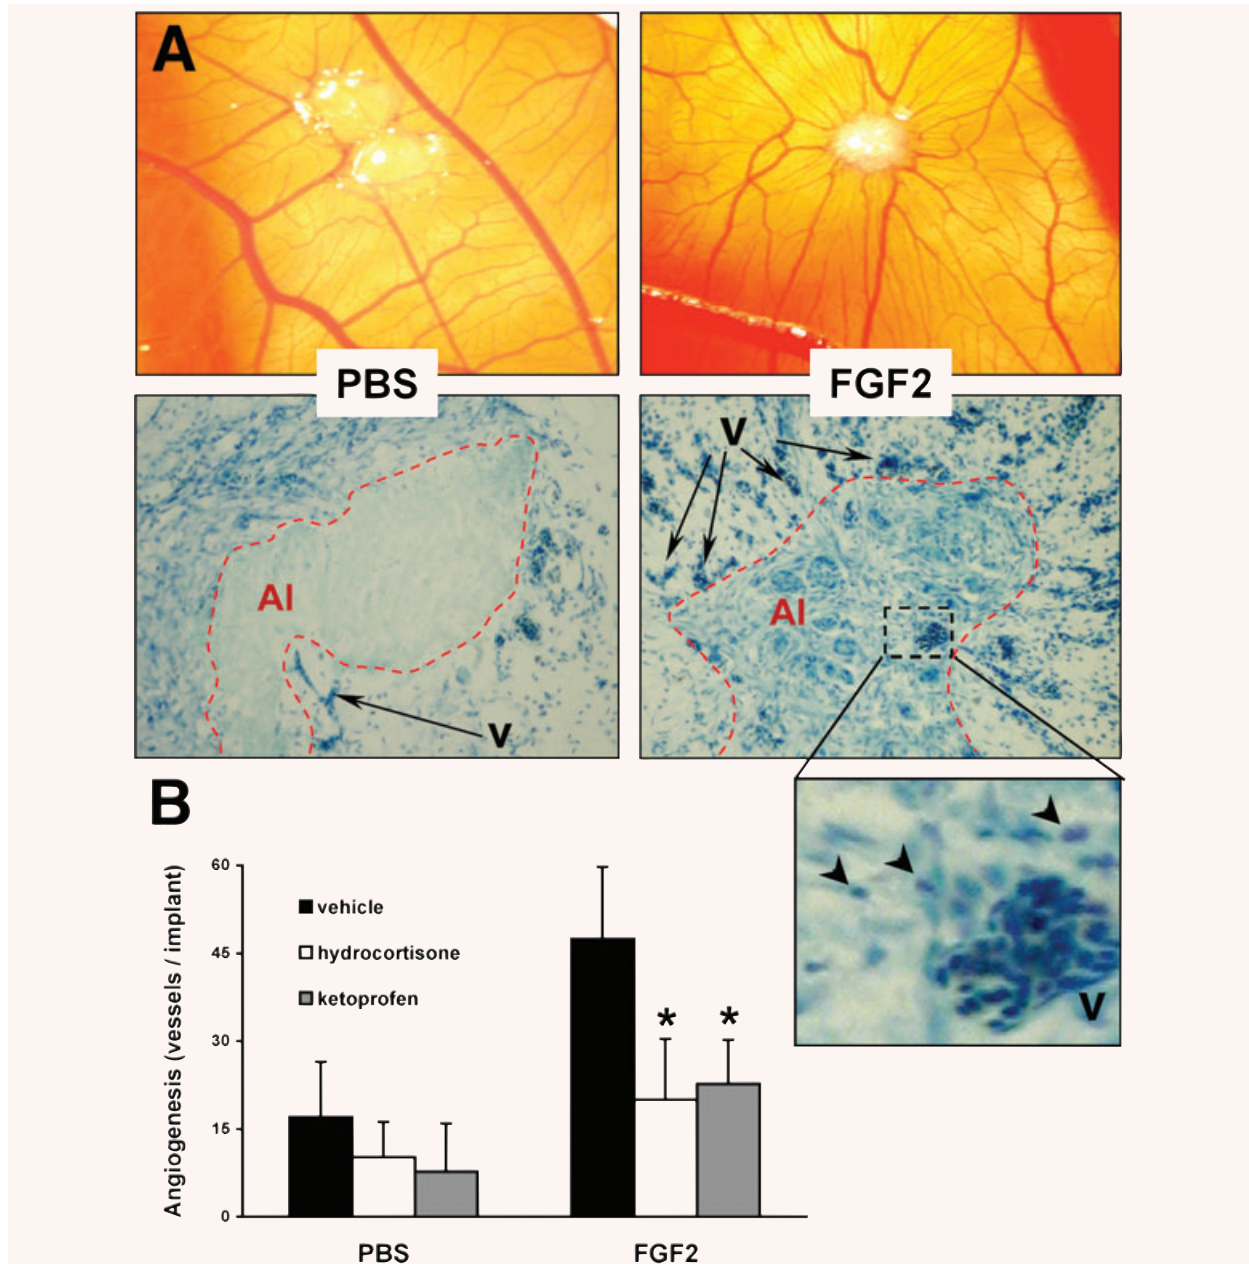 A
PBS
FGF2
V
AI
AI
V
V
B
60
45
30
15
0
Angiogenesis (vessels / implant)
vehicle
hydrocortisone
ketoprofen
* *
PBS
FGF2